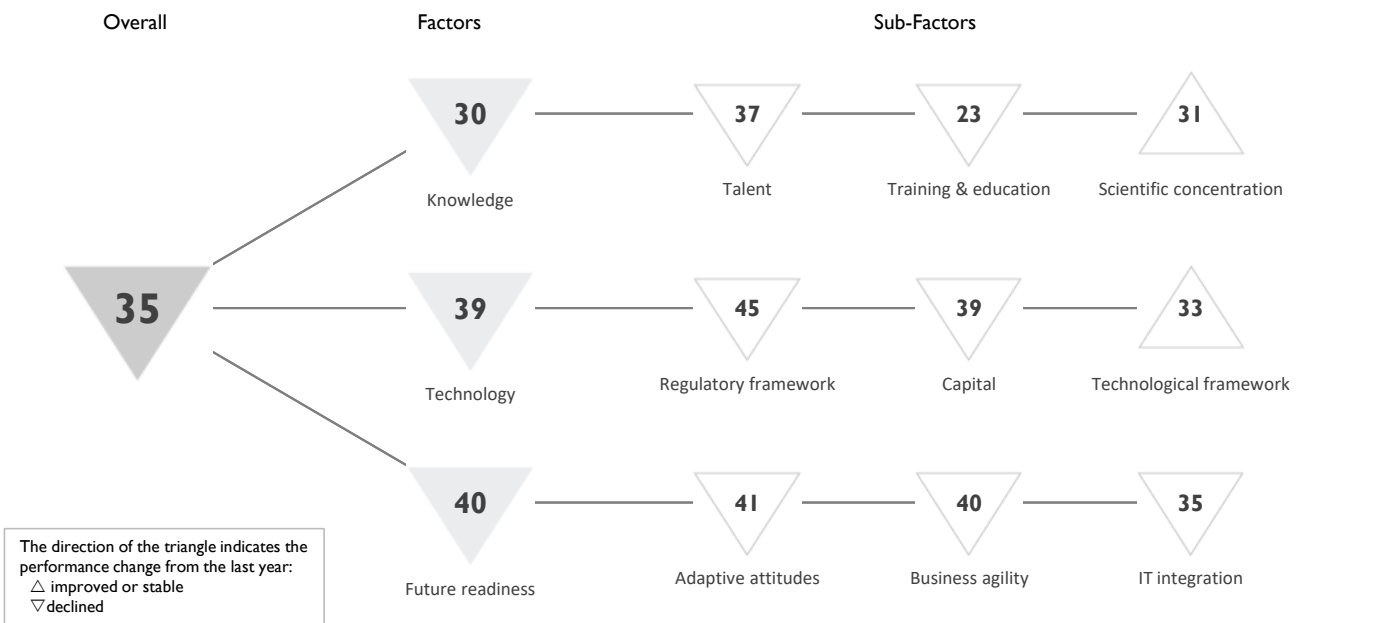 Overall
Factors
Sub-Factors
30
37
23
31
Knowledge
Talent
Training & education
Scientific concentration
35
39
45
39
33
Technology
Regulatory framework
Capital
Technological framework
40
41
40
35
Future readiness
Adaptive attitudes
Business agility
IT integration
The direction of the triangle indicates the
performance change from the last year:
△ improved or stable
▽ declined